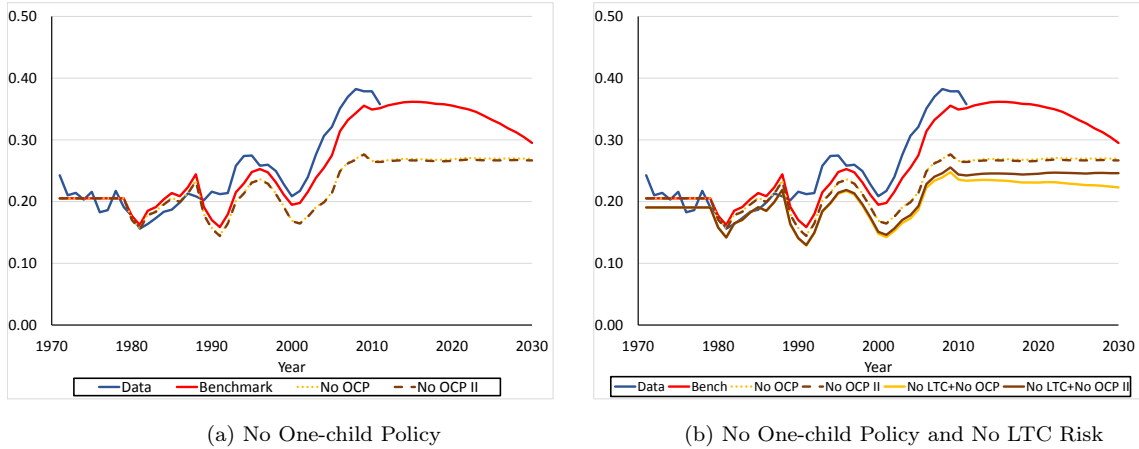 0.50
0.40
0.30
0.20
0.10
0.00
1970 1980 1990 2000 2010 2020 2030
Year
Data Benchmark No OCP No OCP II
(a) No One-child Policy
0.50
0.40
0.30
0.20
0.10
0.00
1970 1980 1990 2000 2010 2020 2030
Year
Data Bench No OCP No OCP II No LTC+No OCP No LTC+No OCP II
(b) No One-child Policy and No LTC Risk